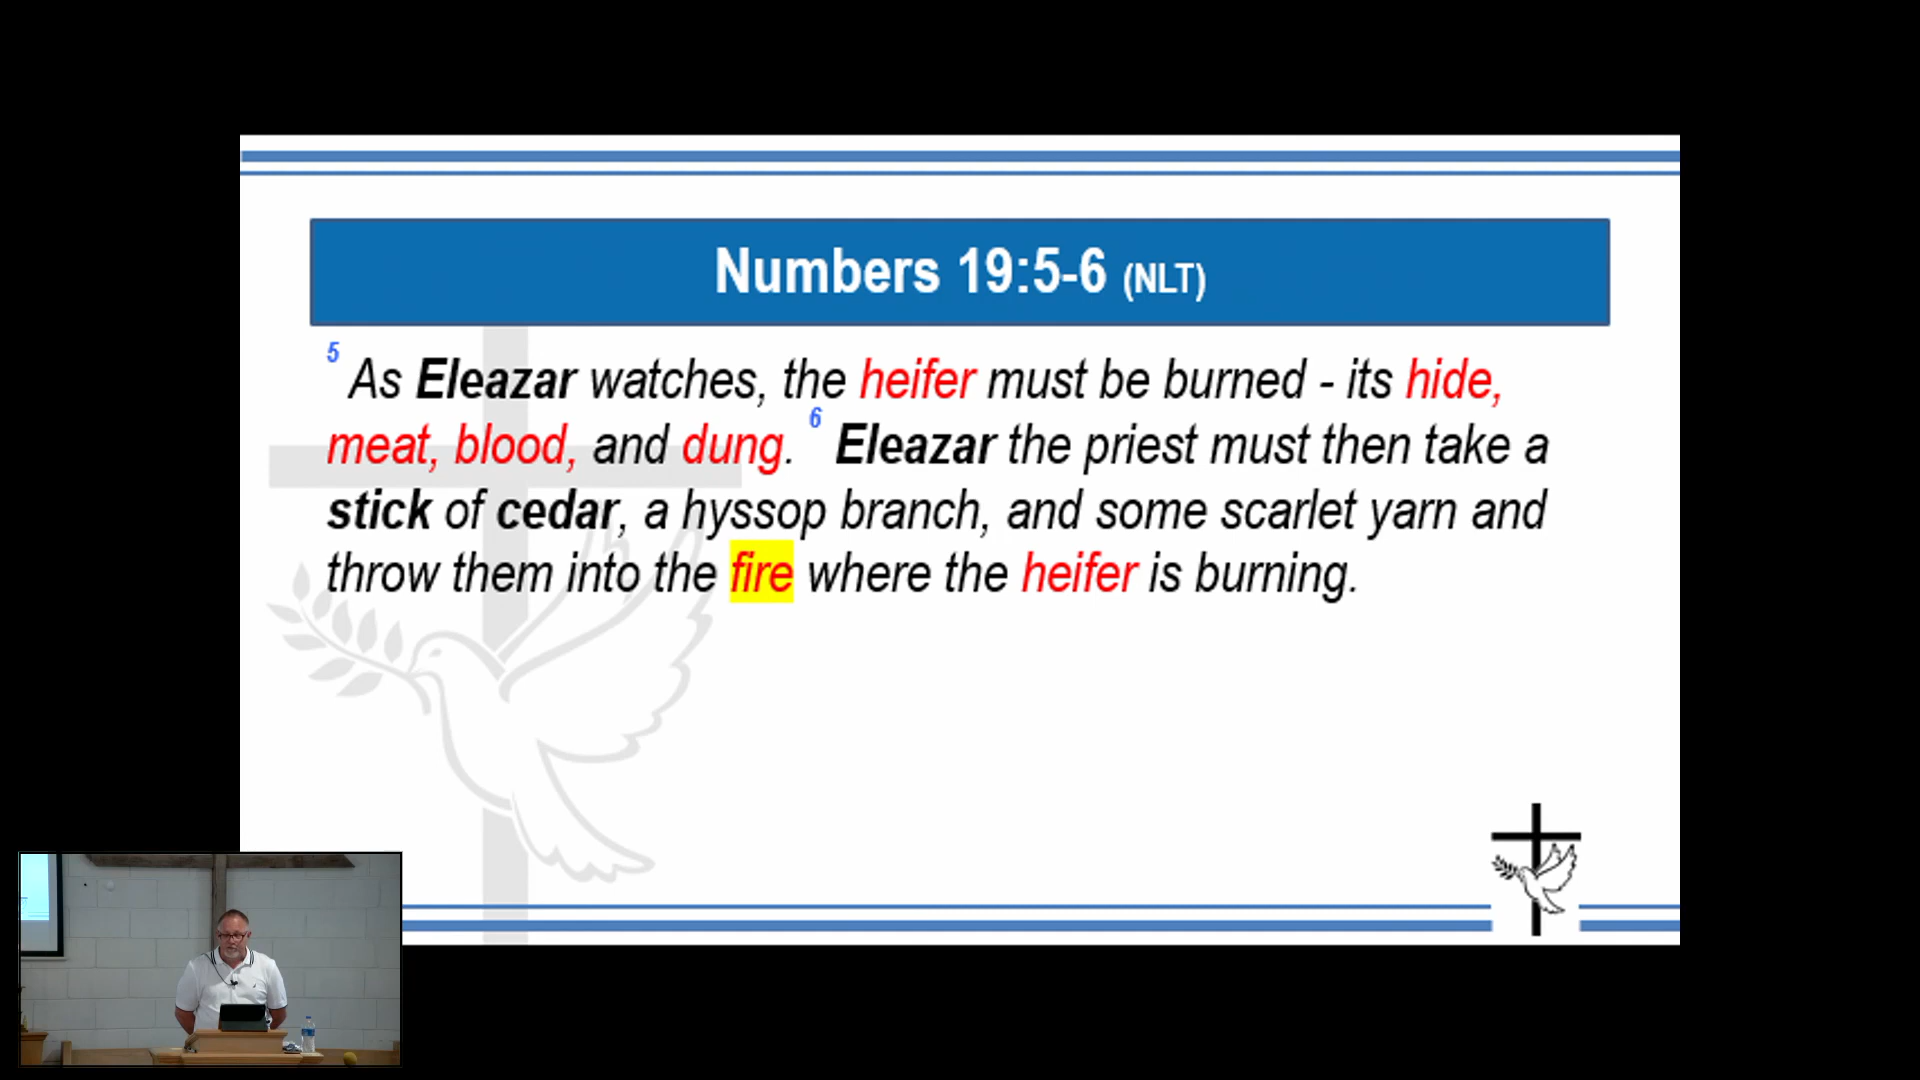 Numbers 19:5-6 (NLT)
5 As Eleazar watches, the heifer must be burned - its hide,
meat, blood, and dung. 6 Eleazar the priest must then take a
stick of cedar, a hyssop branch, and some scarlet yarn and
throw them into the fire where the heifer is burning.